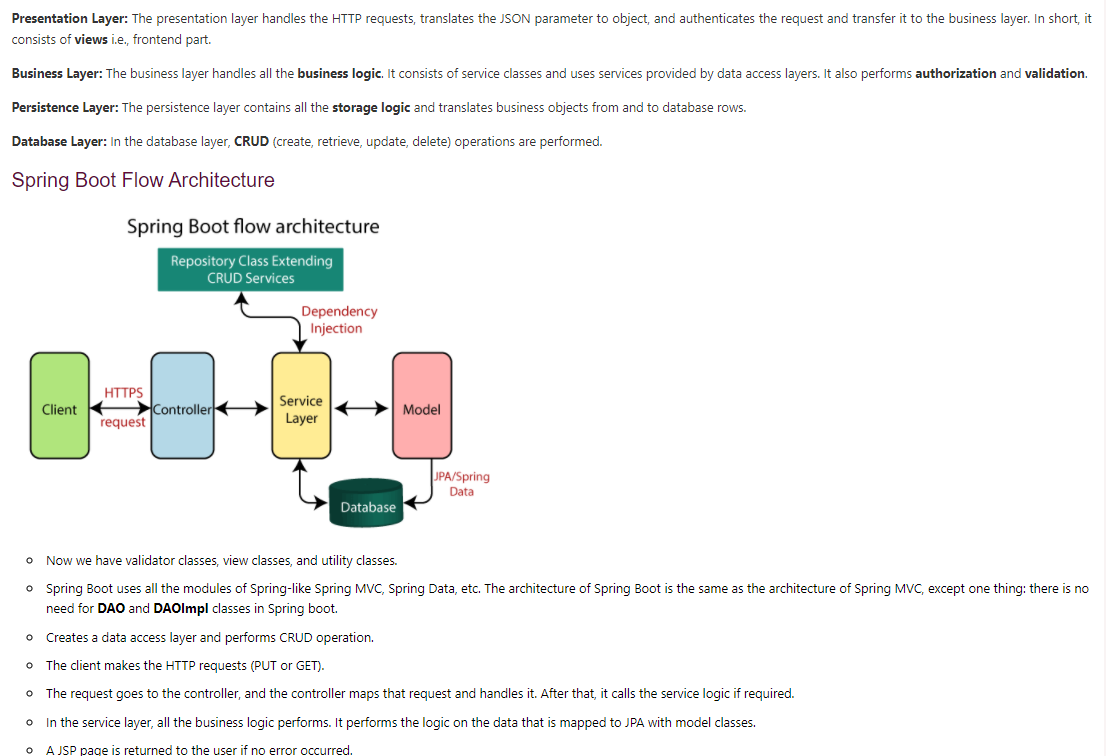 Presentation Layer: The presentation layer handles the HTTP requests, translates the JSON parameter to object, and authenticates the request and transfer it to the business layer. In short, it
consists of views i.e., frontend part.
Business Layer: The business layer handles all the business logic. It consists of service classes and uses services provided by data access layers. It also performs authorization and validation.
Persistence Layer: The persistence layer contains all the storage logic and translates business objects from and to database rows.
Database Layer: In the database layer, CRUD (create, retrieve, update, delete) operations are performed.
Spring Boot Flow Architecture
Spring Boot flow architecture
Repository Class Extending
CRUD Services
Dependency
Injection
Client
HTTPS
request
Controller
Service
Layer
Model
JPA/Spring
Data
Database
Now we have validator classes, view classes, and utility classes.
Spring Boot uses all the modules of Spring-like Spring MVC, Spring Data, etc. The architecture of Spring Boot is the same as the architecture of Spring MVC, except one thing: there is no
need for DAO and DAOImpl classes in Spring boot.
Creates a data access layer and performs CRUD operation.
The client makes the HTTP requests (PUT or GET).
The request goes to the controller, and the controller maps that request and handles it. After that, it calls the service logic if required.
In the service layer, all the business logic performs. It performs the logic on the data that is mapped to JPA with model classes.
A JSP page is returned to the user if no error occurred.